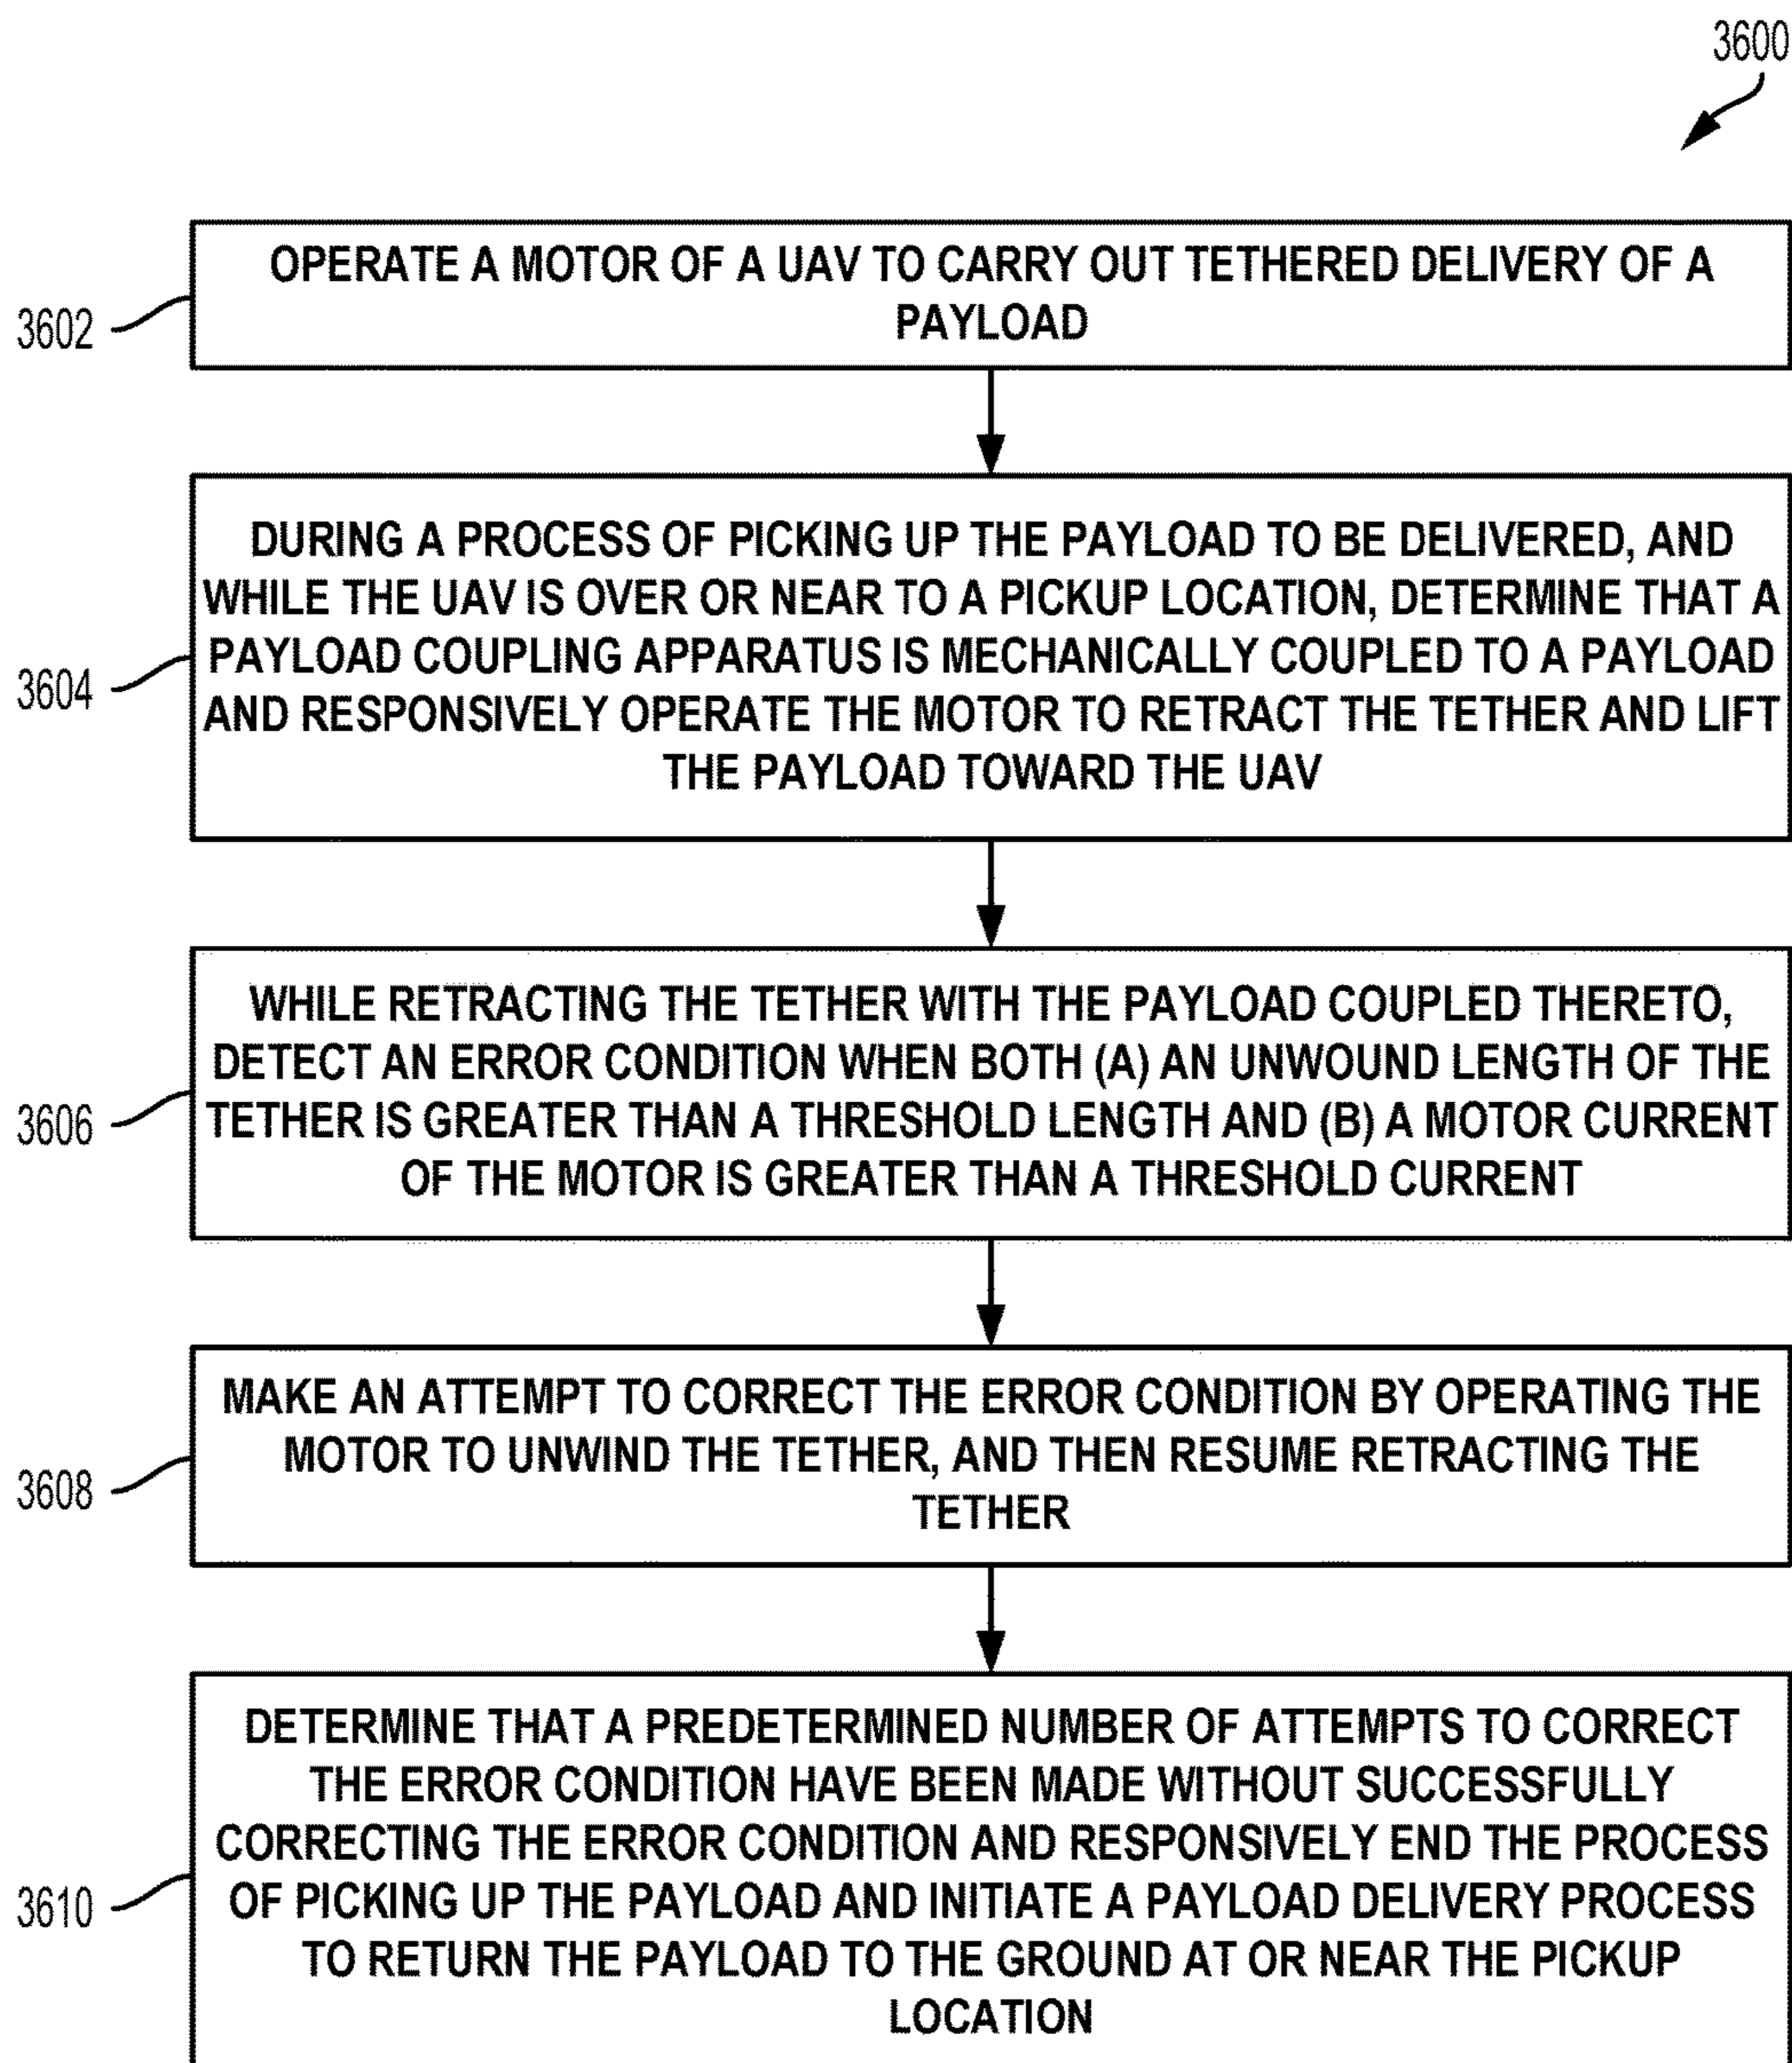 3600
OPERATE A MOTOR OF A UAV TO CARRY OUT TETHERED DELIVERY OF A
PAYLOAD
3602
DURING A PROCESS OF PICKING UP THE PAYLOAD TO BE DELIVERED, AND
WHILE THE UAV IS OVER OR NEAR TO A PICKUP LOCATION, DETERMINE THAT A
PAYLOAD COUPLING APPARATUS IS MECHANICALLY COUPLED TO A PAYLOAD
AND RESPONSIVELY OPERATE THE MOTOR TO RETRACT THE TETHER AND LIFT
THE PAYLOAD TOWARD THE UAV
3604
WHILE RETRACTING THE TETHER WITH THE PAYLOAD COUPLED THERETO,
DETECT AN ERROR CONDITION WHEN BOTH (A) AN UNWOUND LENGTH OF THE
TETHER IS GREATER THAN A THRESHOLD LENGTH AND (B) A MOTOR CURRENT
OF THE MOTOR IS GREATER THAN A THRESHOLD CURRENT
3606
MAKE AN ATTEMPT TO CORRECT THE ERROR CONDITION BY OPERATING THE
MOTOR TO UNWIND THE TETHER, AND THEN RESUME RETRACTING THE
TETHER
3608
DETERMINE THAT A PREDETERMINED NUMBER OF ATTEMPTS TO CORRECT
THE ERROR CONDITION HAVE BEEN MADE WITHOUT SUCCESSFULLY
CORRECTING THE ERROR CONDITION AND RESPONSIVELY END THE PROCESS
OF PICKING UP THE PAYLOAD AND INITIATE A PAYLOAD DELIVERY PROCESS
TO RETURN THE PAYLOAD TO THE GROUND AT OR NEAR THE PICKUP
LOCATION
3610